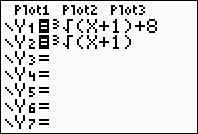 Plot1 Plot2 Plot3
\Y1=³√(X+1)+8
\Y2=³√(X+1)
\Y3=
\Y4=
\Y5=
\Y6=
\Y7=